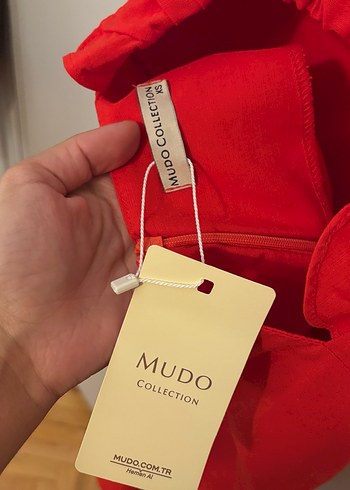 MUDO COLLECTION
XS
MUDO
COLLECTION
MUDO.COM.TR
Hemen Al